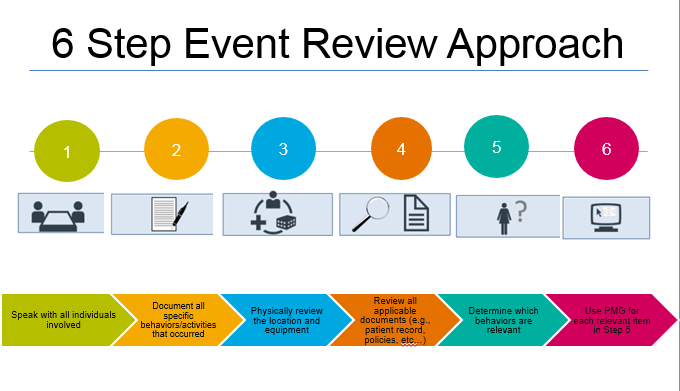 6 Step Event Review Approach
1
2
3
4
5
6
?
Speak with all individuals
involved
Document all
specific
behaviors/activities
that occurred
Physically review
the location and
equipment
Review all
applicable
documents (e.g.,
patient record,
policies, etc...)
Determine which
behaviors are
relevant
Use PMG for
each relevant item
in Step 5